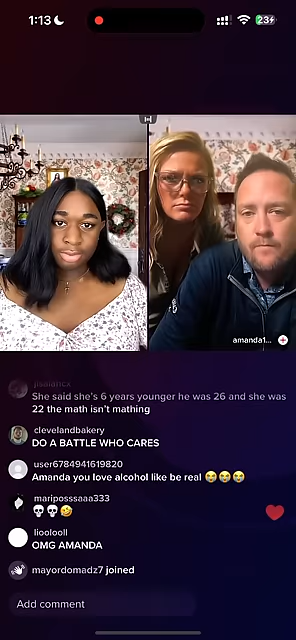 1:13
23
amanda1...
jisalancx
She said she's 6 years younger he was 26 and she was
22 the math isn't mathing
clevelandbakery
DO A BATTLE WHO CARES
user6784941619820
Amanda you love alcohol like be real 😭😭😭
mariposssaaa333
💀💀🤣
lioolooll
OMG AMANDA
mayordomadz7 joined
Add comment